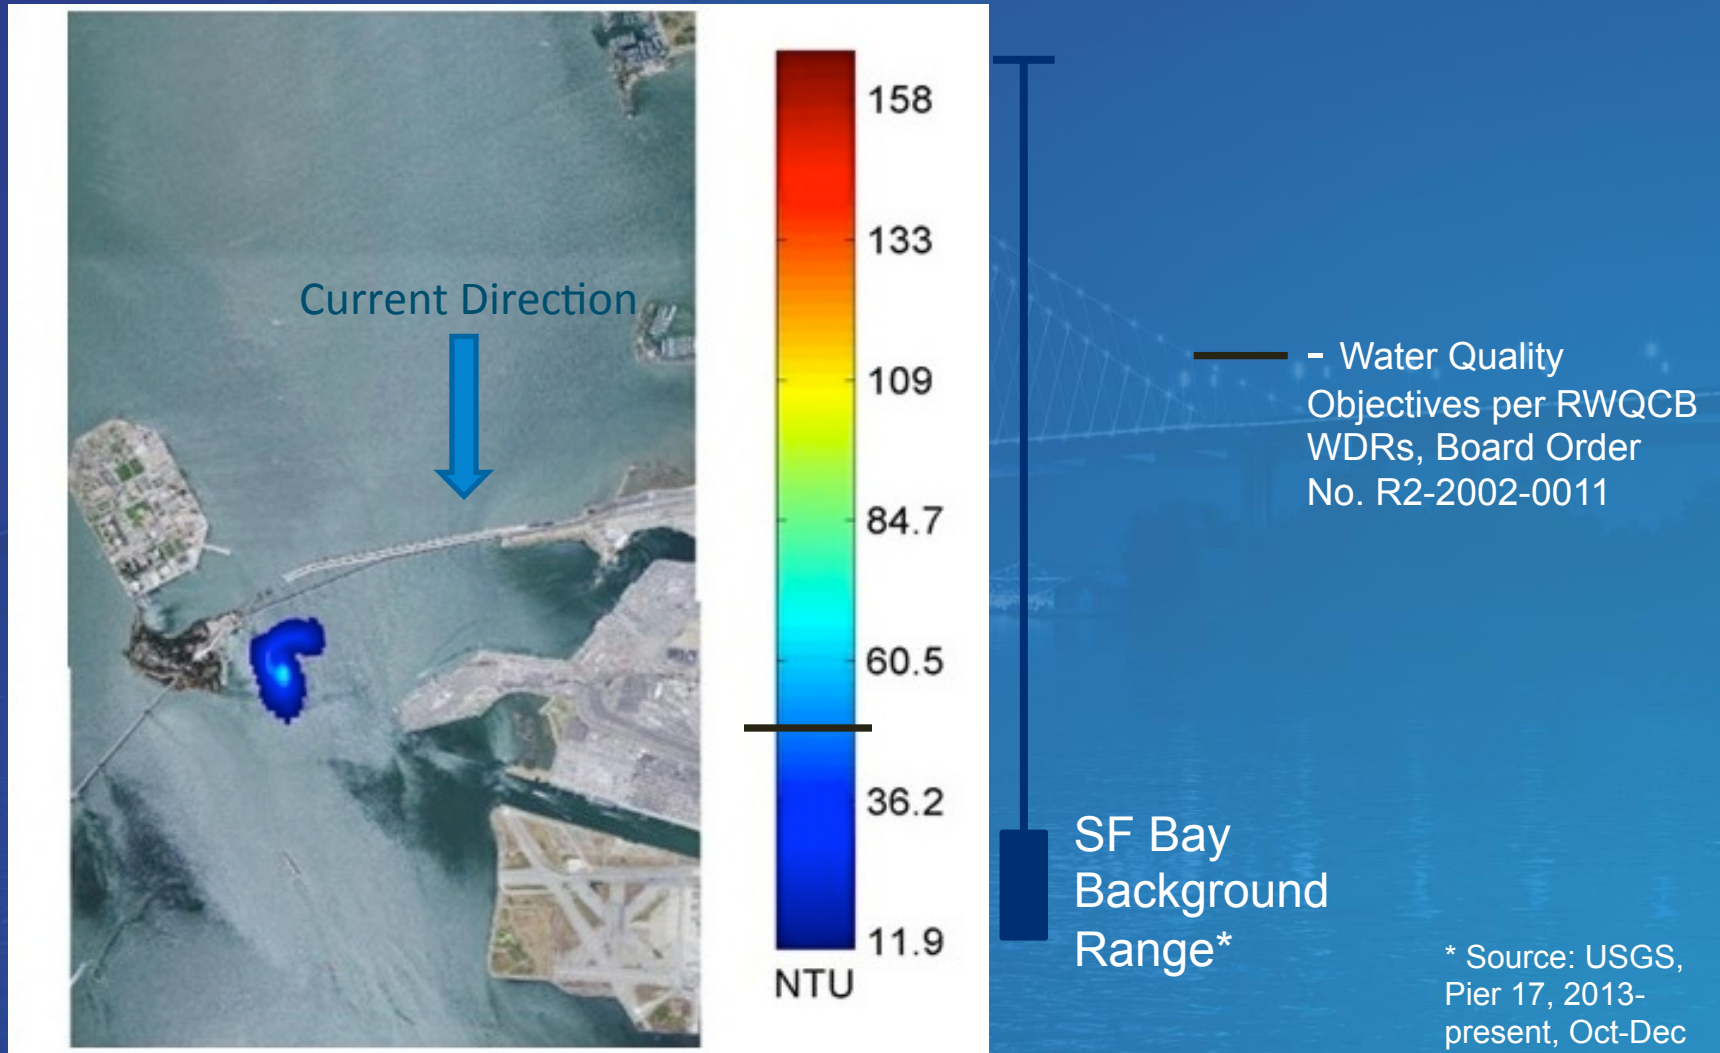 Current Direction
158
133
109
84.7
60.5
36.2
11.9
NTU
- Water Quality
Objectives per RWQCB
WDRs, Board Order
No. R2-2002-0011
SF Bay
Background
Range*
* Source: USGS,
Pier 17, 2013-
present, Oct-Dec